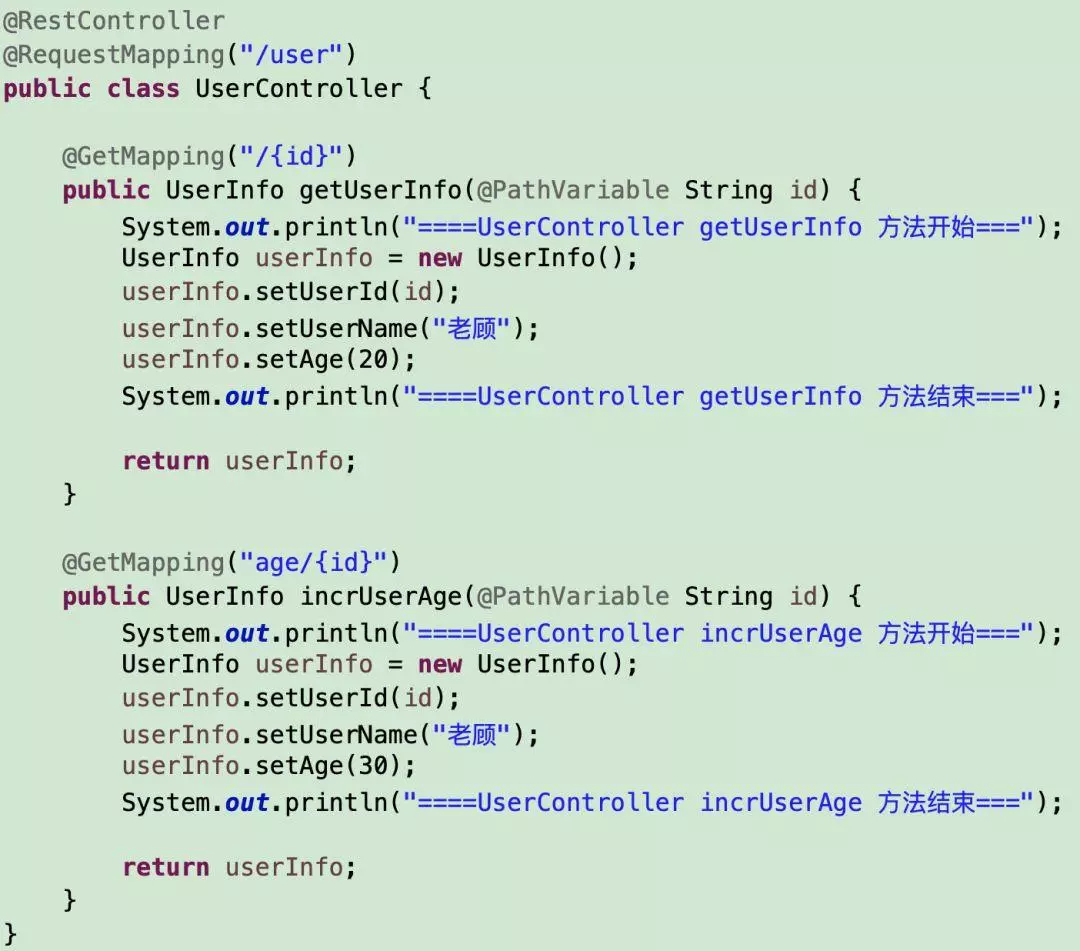 @RestController
@RequestMapping("/user")
public class UserController {
@GetMapping("/{id}")
public UserInfo getUserInfo(@PathVariable String id) {
System.out.println("====UserController getUserInfo 方法开始===");
UserInfo userInfo = new UserInfo();
userInfo.setUserId(id);
userInfo.setUserName("老顾");
userInfo.setAge(20);
System.out.println("====UserController getUserInfo 方法结束===");
return userInfo;
}
@GetMapping("age/{id}")
public UserInfo incrUserAge(@PathVariable String id) {
System.out.println("====UserController incrUserAge 方法开始===");
UserInfo userInfo = new UserInfo();
userInfo.setUserId(id);
userInfo.setUserName("老顾");
userInfo.setAge(30);
System.out.println("====UserController incrUserAge 方法结束===");
return userInfo;
}
}